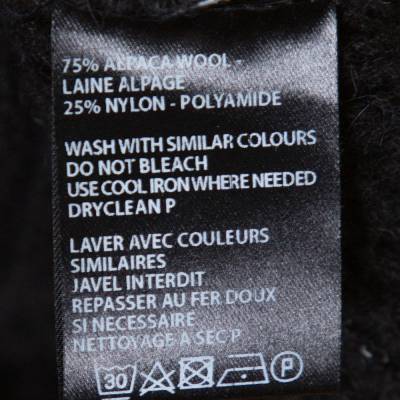 75% ALPACA WOOL -
LAINE ALPAGE
25% NYLON - POLYAMIDE
WASH WITH SIMILAR COLOURS
DO NOT BLEACH
USE COOL IRON WHERE NEEDED
DRYCLEAN P
LAVER AVEC COULEURS
SIMILAIRES
JAVEL INTERDIT
REPASSER AU FER DOUX
SI NECESSAIRE
NETTOYAGE A SEC P
30 P